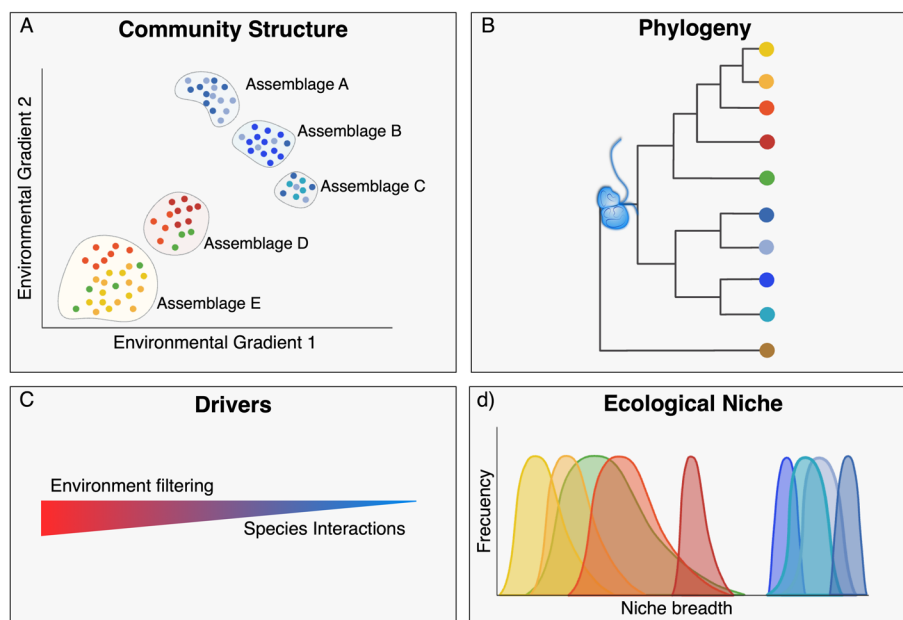 A
Community Structure
Environmental Gradient 2
Assemblage A
Assemblage B
Assemblage C
Assemblage D
Assemblage E
Environmental Gradient 1
B
Phylogeny
C
Drivers
Environment filtering
Species Interactions
d)
Ecological Niche
Frecuency
Niche breadth